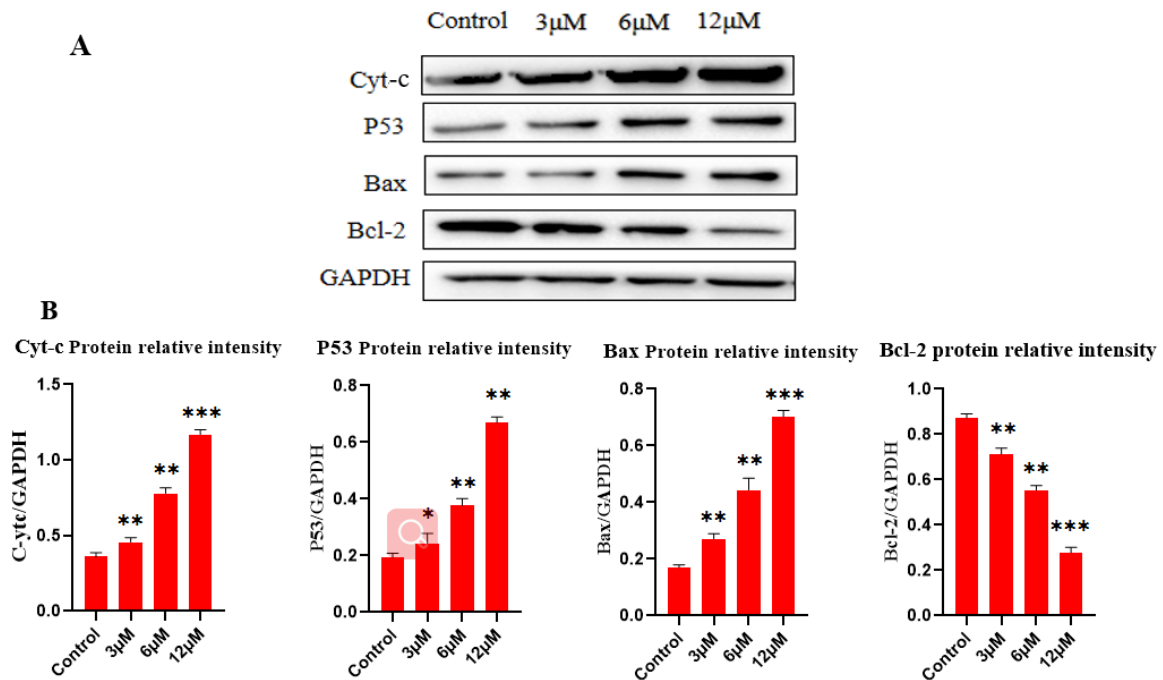 Control 3μM 6μM 12μM
A
Cyt-c
P53
Bax
Bcl-2
GAPDH
B
Cyt-c Protein relative intensity
C-ytc/GAPDH
1.5
1.0
0.5
0.0
**
**
***
Control 3μM 6μM 12μM
P53 Protein relative intensity
P53/GAPDH
0.8
0.6
0.4
0.2
0.0
*
**
**
Control 3μM 6μM 12μM
Bax Protein relative intensity
Bax/GAPDH
0.8
0.6
0.4
0.2
0.0
**
**
***
Control 3μM 6μM 12μM
Bcl-2 protein relative intensity
Bcl-2/GAPDH
1.0
0.8
0.6
0.4
0.2
0.0
**
**
***
Control 3μM 6μM 12μM